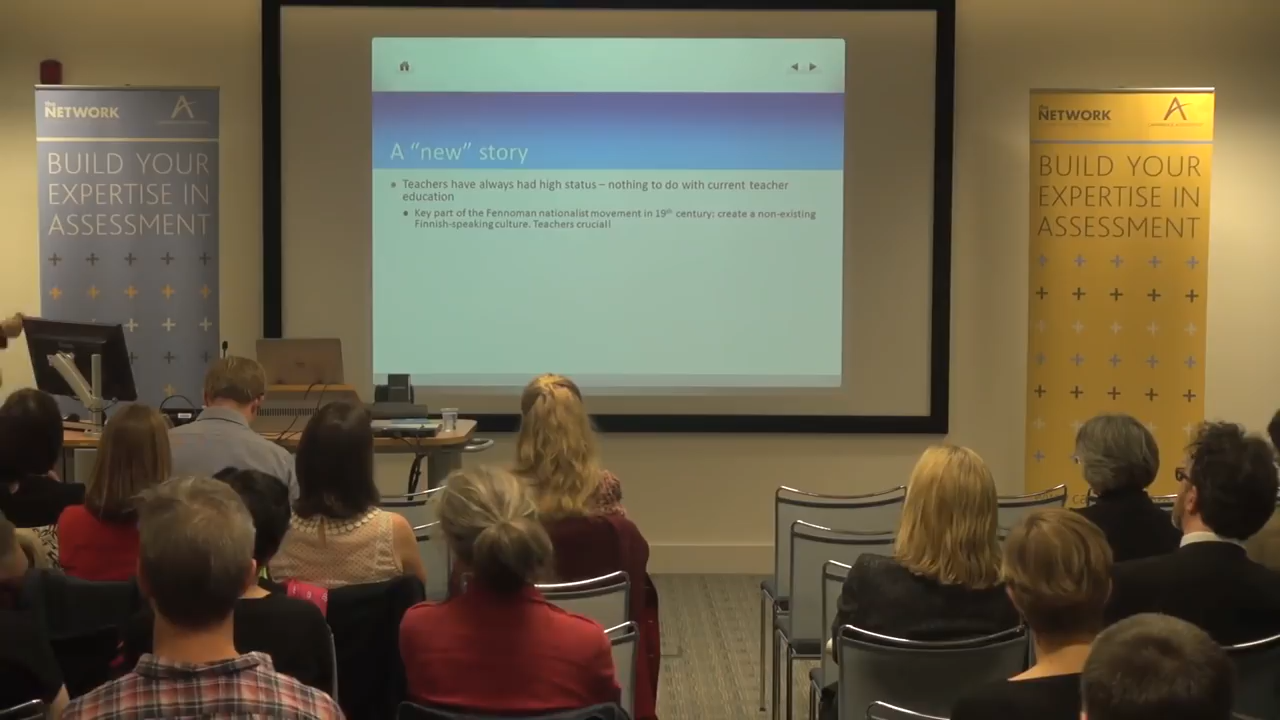 the
NETWORK
BUILD YOUR
EXPERTISE IN
ASSESSMENT
A “new” story
• Teachers have always had high status – nothing to do with current teacher
education
• Key part of the Fennoman nationalist movement in 19th century: create a non-existing
Finnish-speaking culture. Teachers crucial!
the
NETWORK
BUILD YOUR
EXPERTISE IN
ASSESSMENT